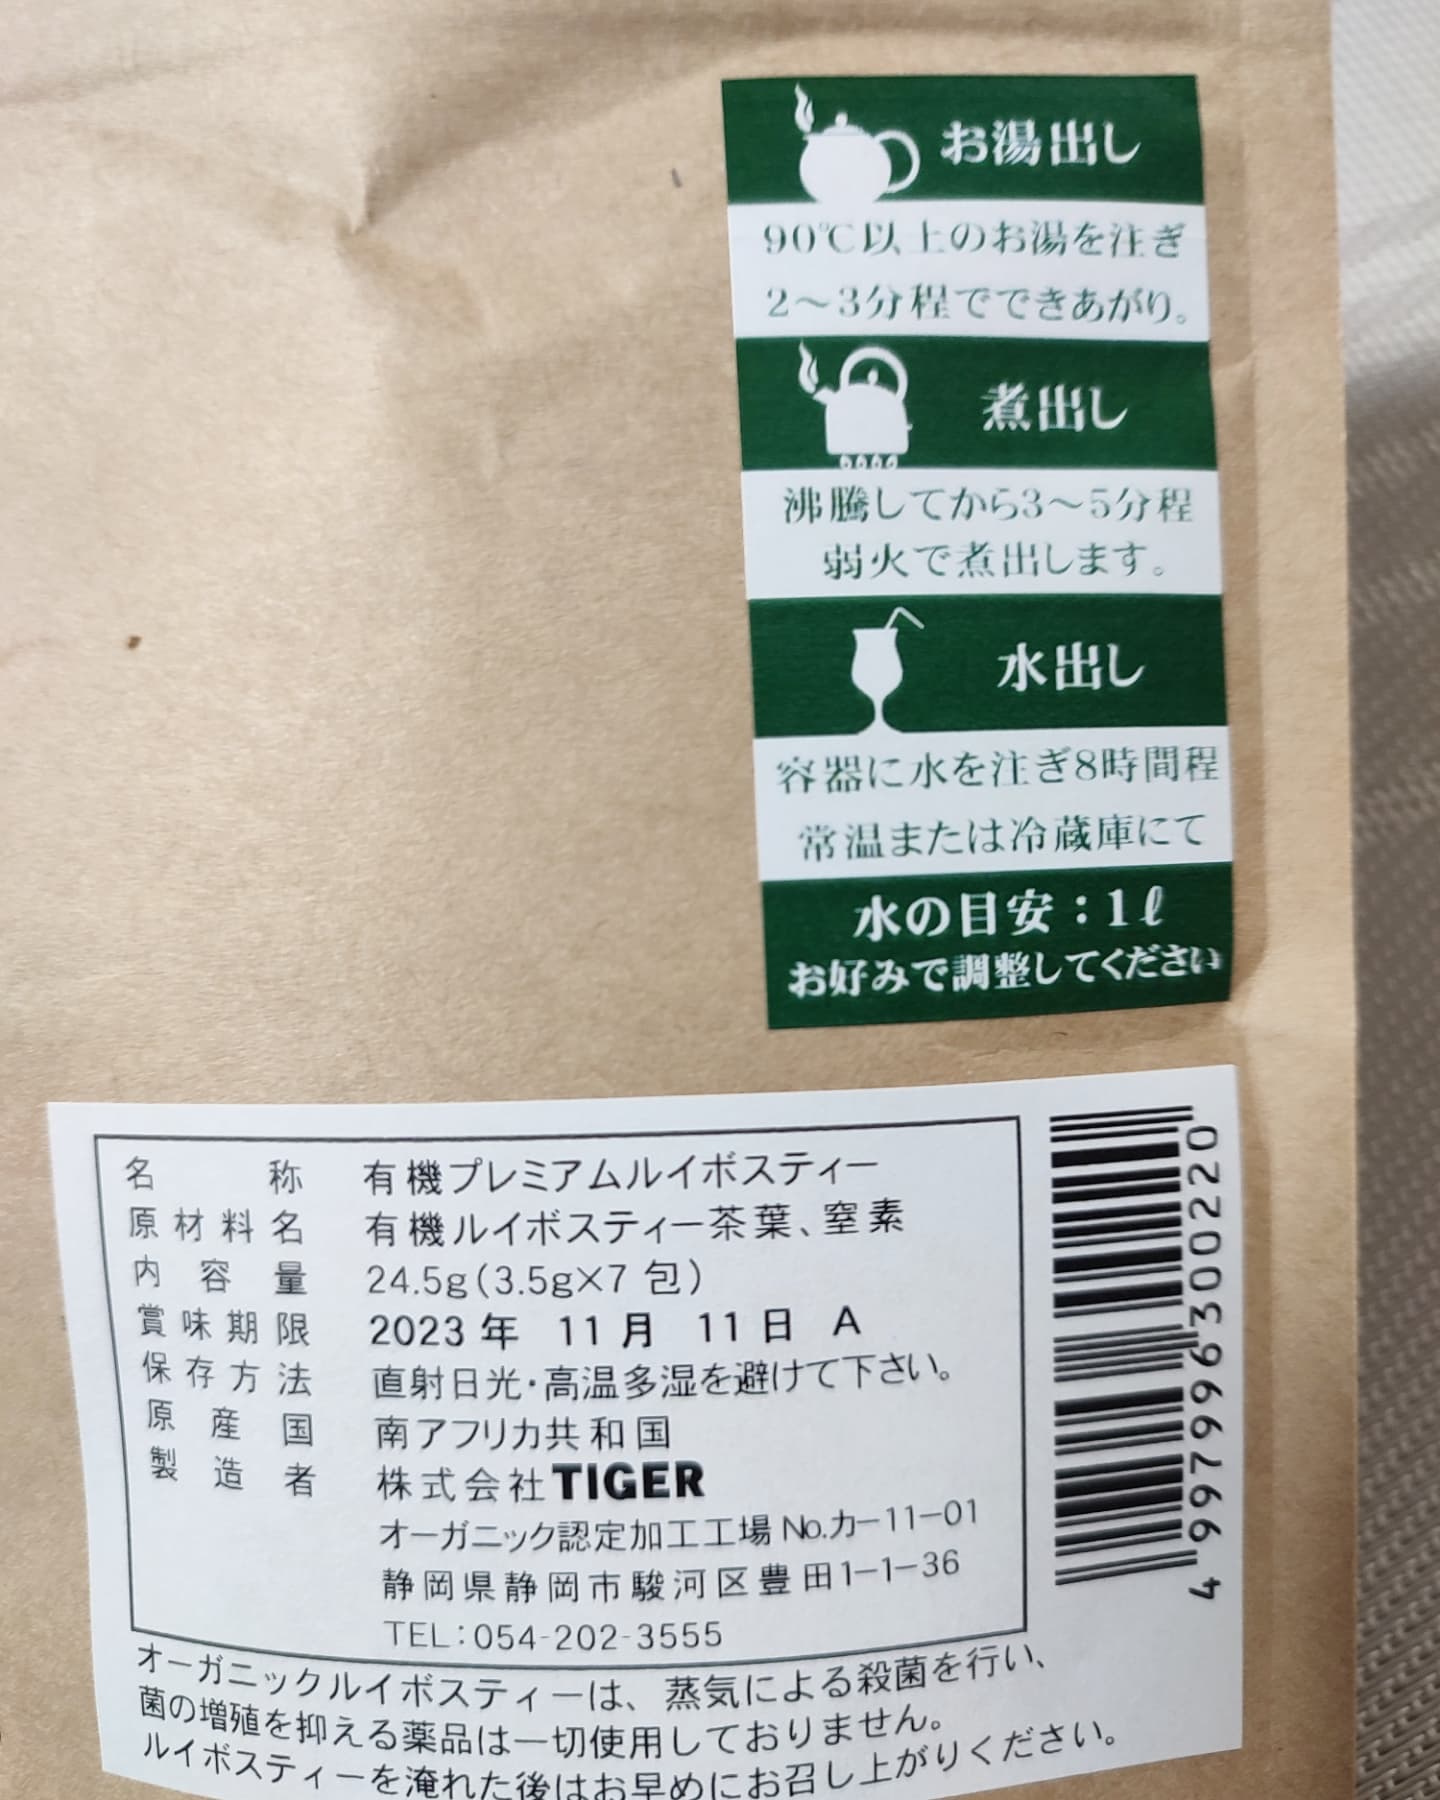 お湯出し
90℃以上のお湯を注ぎ
2〜3分程でできあがり。
煮出し
沸騰してから3〜5分程
弱火で煮出します。
水出し
容器に水を注ぎ8時間程
常温または冷蔵庫にて
水の目安：1ℓ
お好みで調整してください
名称 有機プレミアムルイボスティー
原材料名 有機ルイボスティー茶葉、窒素
内容量 24.5g(3.5g×7 包)
賞味期限 2023年 11月 11日 A
保存方法 直射日光・高温多湿を避けて下さい。
原産国 南アフリカ共和国
製造者 株式会社TIGER
オーガニック認定加工工場 No.カ−11−01
静岡県静岡市駿河区豊田1−1−36
TEL：054-202-3555
オーガニックルイボスティーは、蒸気による殺菌を行い、
菌の増殖を抑える薬品は一切使用しておりません。
ルイボスティーを淹れた後はお早めにお召し上がりください。